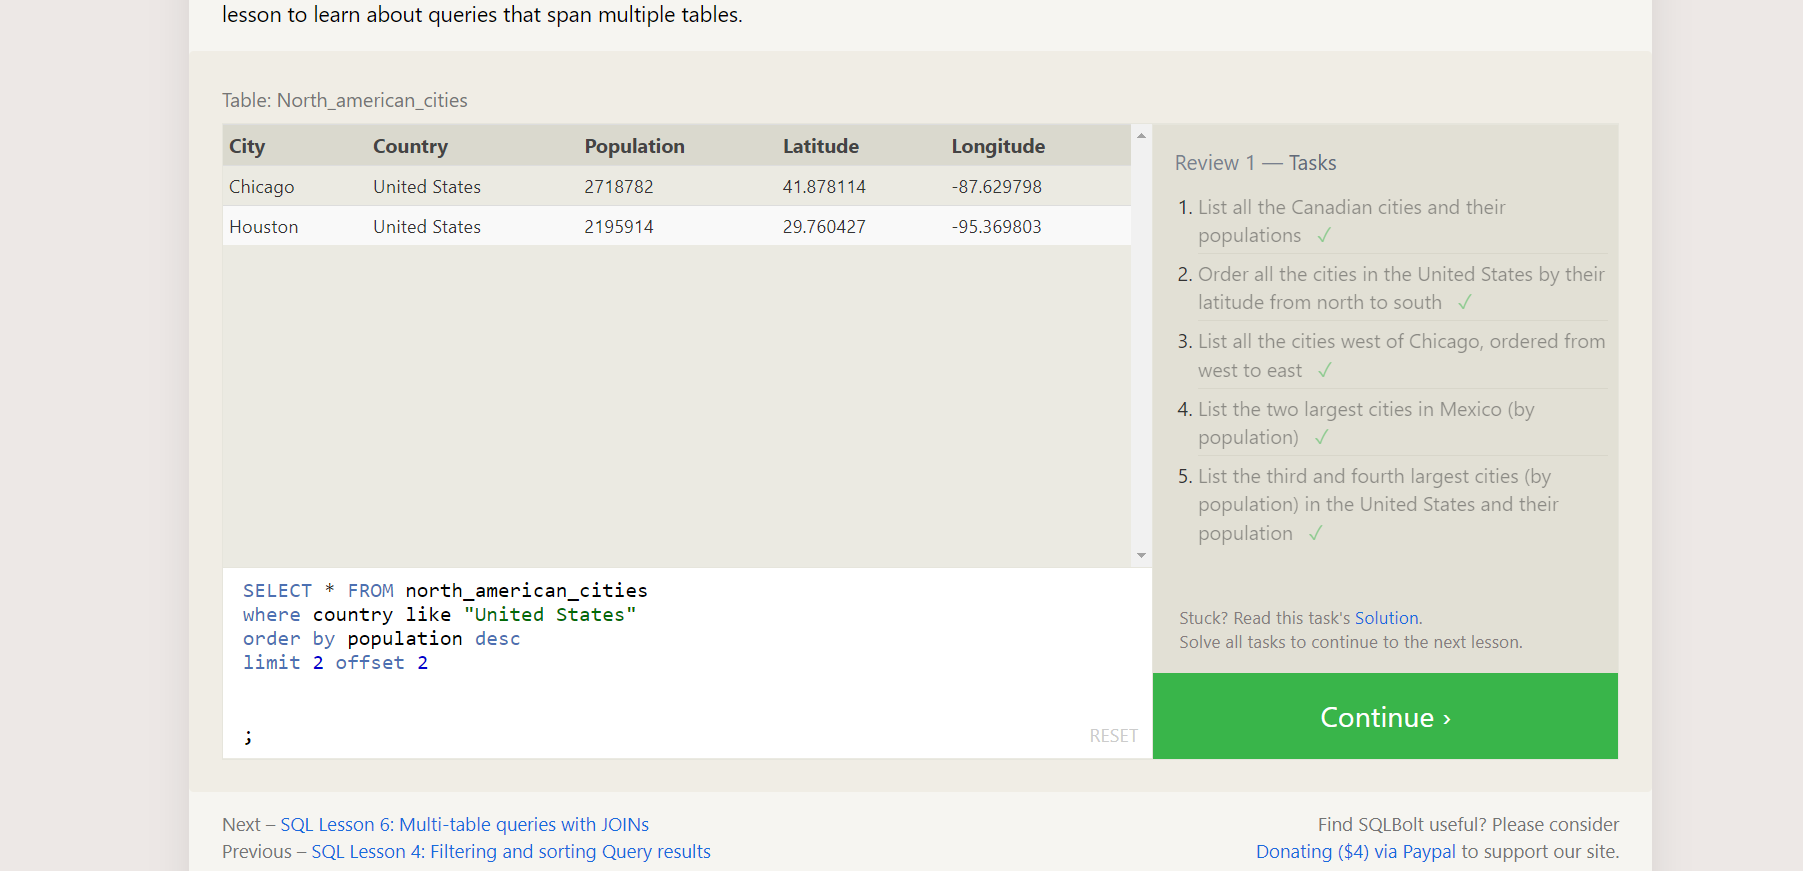 lesson to learn about queries that span multiple tables.
Table: North_american_cities
City Country Population Latitude Longitude
Chicago United States 2718782 41.878114 -87.629798
Houston United States 2195914 29.760427 -95.369803
SELECT * FROM north_american_cities
where country like "United States"
order by population desc
limit 2 offset 2
;
RESET
Review 1 — Tasks
1. List all the Canadian cities and their
populations ✓
2. Order all the cities in the United States by their
latitude from north to south ✓
3. List all the cities west of Chicago, ordered from
west to east ✓
4. List the two largest cities in Mexico (by
population) ✓
5. List the third and fourth largest cities (by
population) in the United States and their
population ✓
Stuck? Read this task's Solution.
Solve all tasks to continue to the next lesson.
Continue ›
Next – SQL Lesson 6: Multi-table queries with JOINs
Previous – SQL Lesson 4: Filtering and sorting Query results
Find SQLBolt useful? Please consider
Donating ($4) via Paypal to support our site.